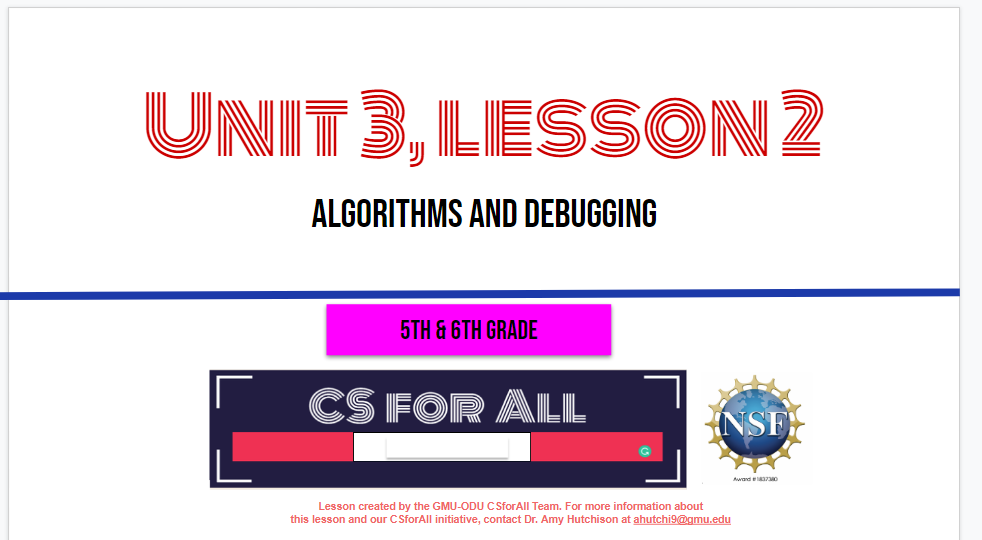 Unit 3, lesson 2
ALGORITHMS AND DEBUGGING
5TH & 6TH GRADE
CS for All
NSF
Award #1837380
Lesson created by the GMU-ODU CSforAll Team. For more information about
this lesson and our CSforAll initiative, contact Dr. Amy Hutchison at ahutchi9@gmu.edu